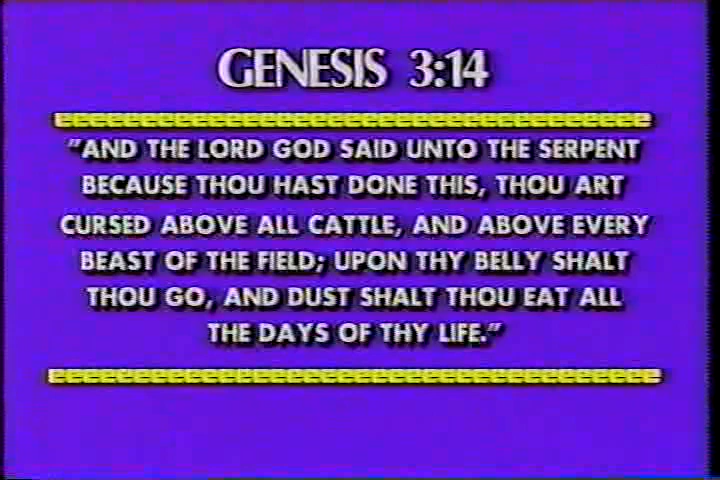 GENESIS 3:14
"AND THE LORD GOD SAID UNTO THE SERPENT
BECAUSE THOU HAST DONE THIS, THOU ART
CURSED ABOVE ALL CATTLE, AND ABOVE EVERY
BEAST OF THE FIELD; UPON THY BELLY SHALT
THOU GO, AND DUST SHALT THOU EAT ALL
THE DAYS OF THY LIFE."